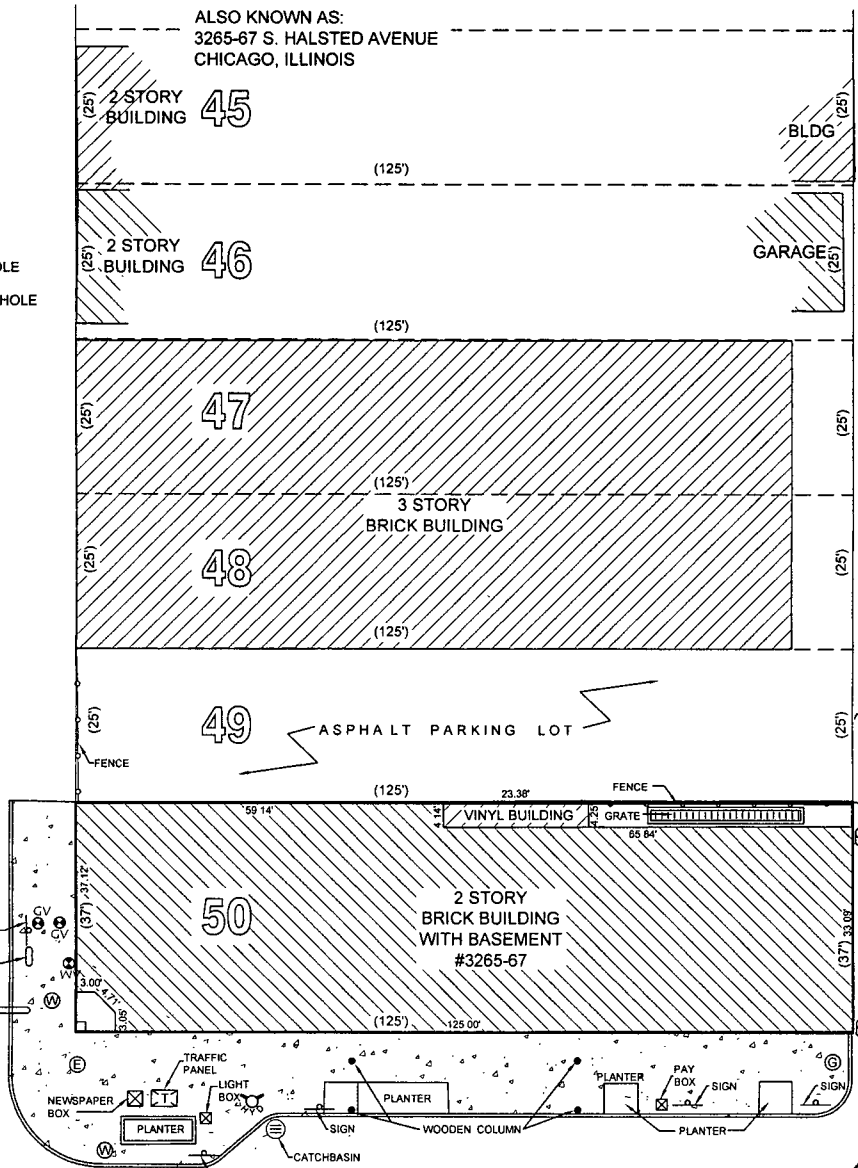 ALSO KNOWN AS:
3265-67 S. HALSTED AVENUE
CHICAGO, ILLINOIS
(25')
2 STORY
BUILDING
45
(25')
BLDG
(125')
(25')
2 STORY
BUILDING
46
GARAGE
(25')
OLE
HOLE
(125')
(25')
47
(25')
(125')
3 STORY
BRICK BUILDING
(25')
48
(25')
(125')
(25')
49
ASPHALT PARKING LOT
(25')
FENCE
(125')
23.38'
FENCE
59.14'
4.14'
VINYL BUILDING
4.25'
GRATE
65.84'
(37') 37.12'
50
2 STORY
BRICK BUILDING
WITH BASEMENT
#3265-67
(37') 33.09'
GV
GV
WV
W
3.00'
4.71'
3.05'
(125') 125.00'
E
G
TRAFFIC
PANEL
NEWSPAPER
BOX
T
LIGHT
BOX
HYD
PLANTER
PLANTER
PLANTER
PAY
BOX
SIGN
SIGN
PLANTER
SIGN
WOODEN COLUMN
W
CATCHBASIN